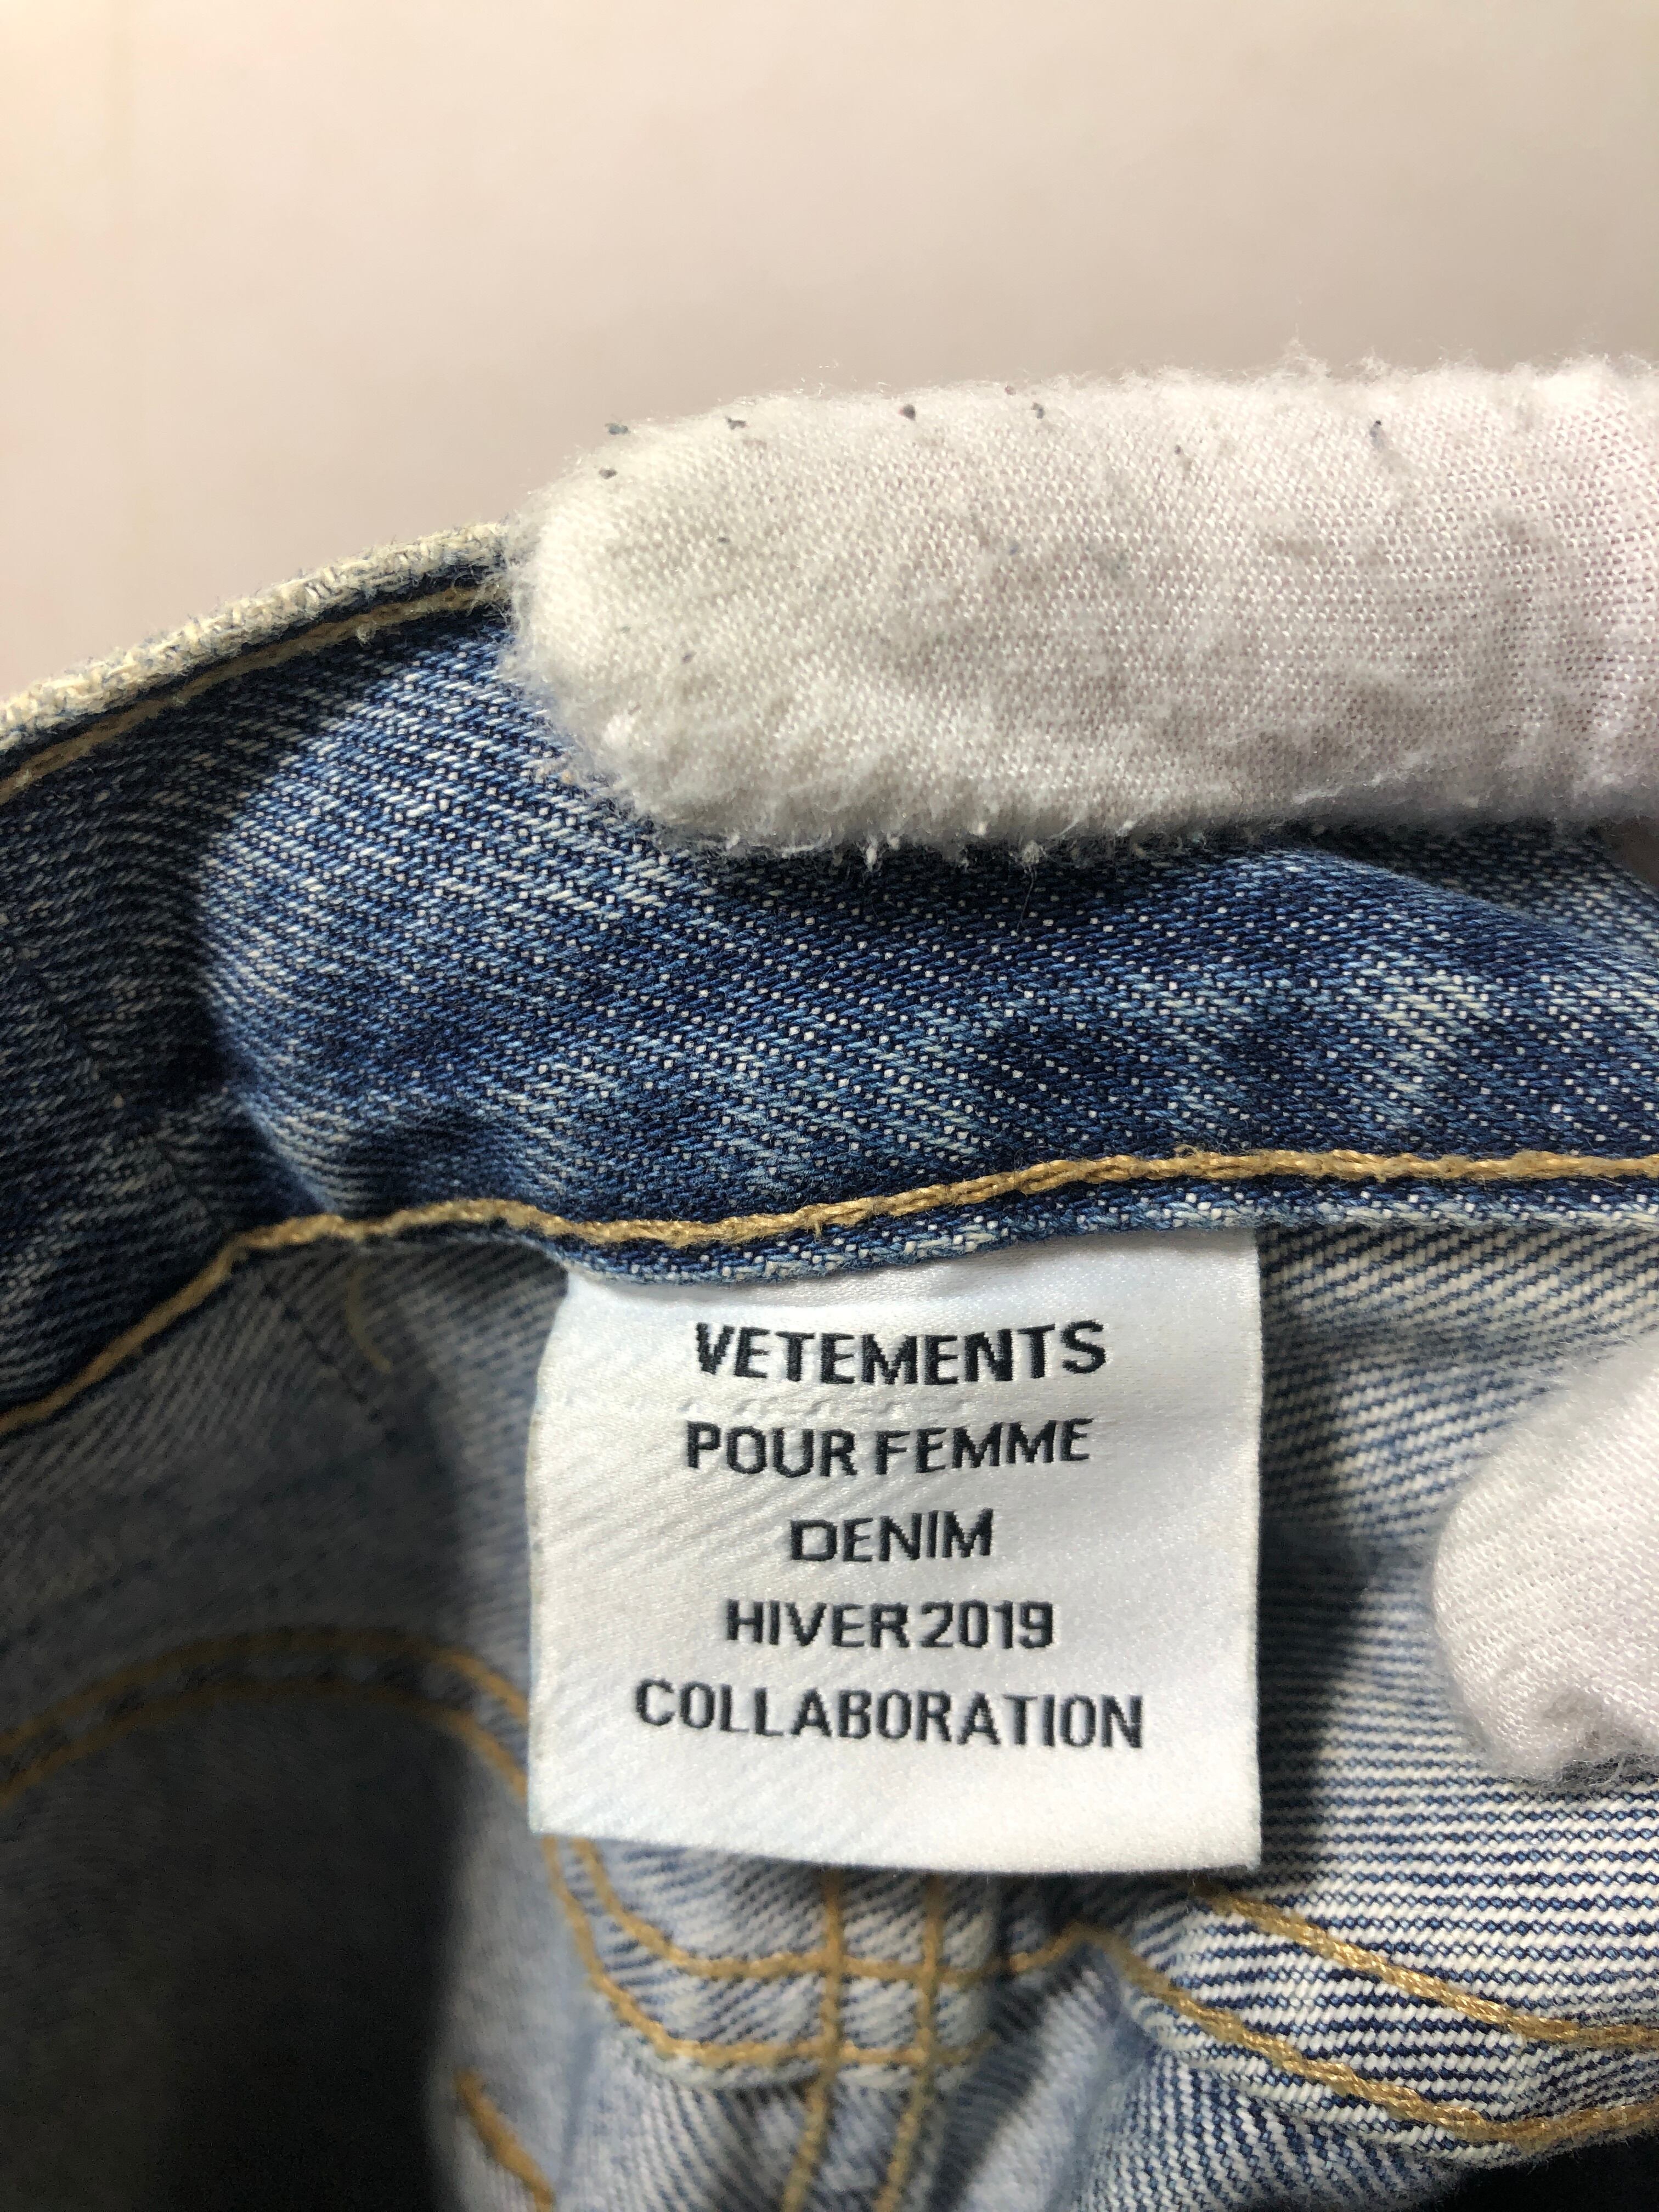 VETEMENTS
POUR FEMME
DENIM
HIVER 2019
COLLABORATION